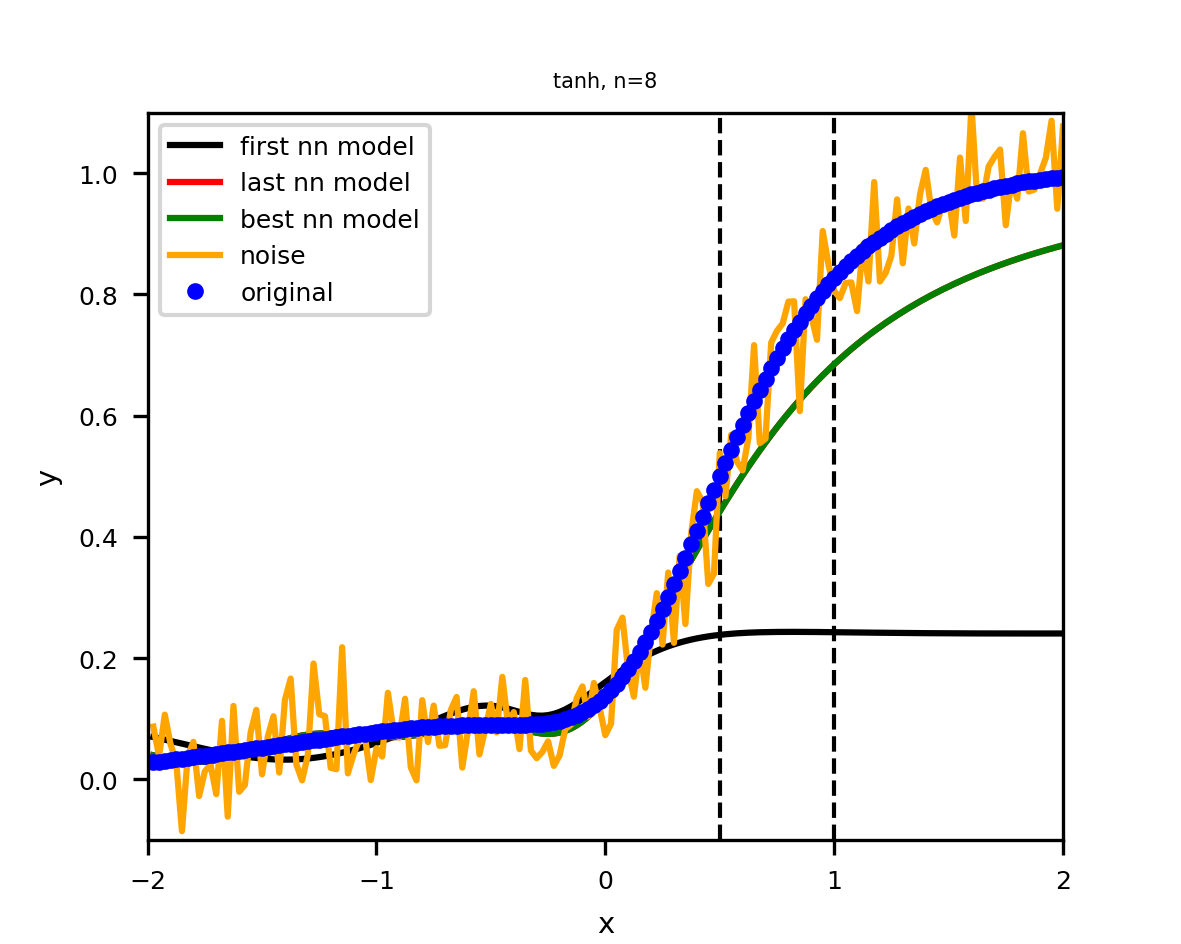 tanh, n=8
first nn model
last nn model
best nn model
noise
original
1.0
0.8
0.6
0.4
0.2
0.0
y
−2
−1
0
1
2
x